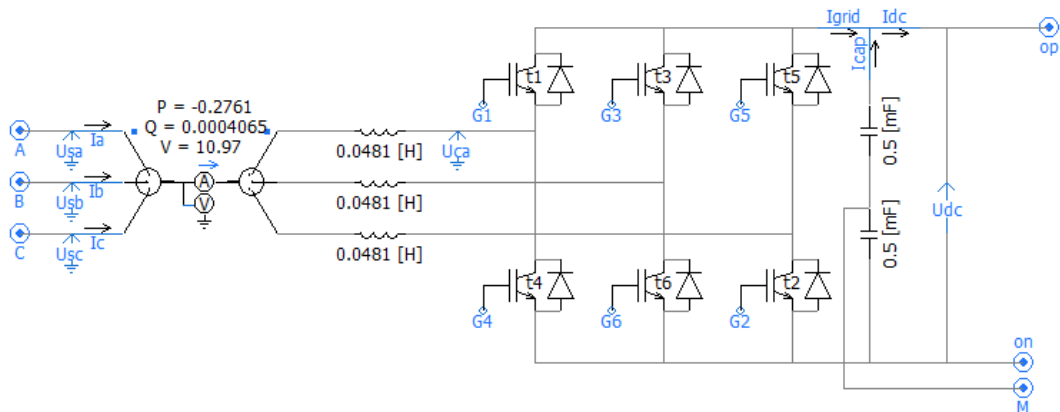 Igrid
Idc
Icap
op
t1
t3
t5
G1
G3
G5
P = -0.2761
Q = 0.0004065
V = 10.97
A
Usa
Ia
0.0481 [H]
Uca
0.5 [mF]
B
Usb
Ib
A
V
0.0481 [H]
Udc
C
Usc
Ic
0.0481 [H]
0.5 [mF]
t4
t6
t2
G4
G6
G2
on
M